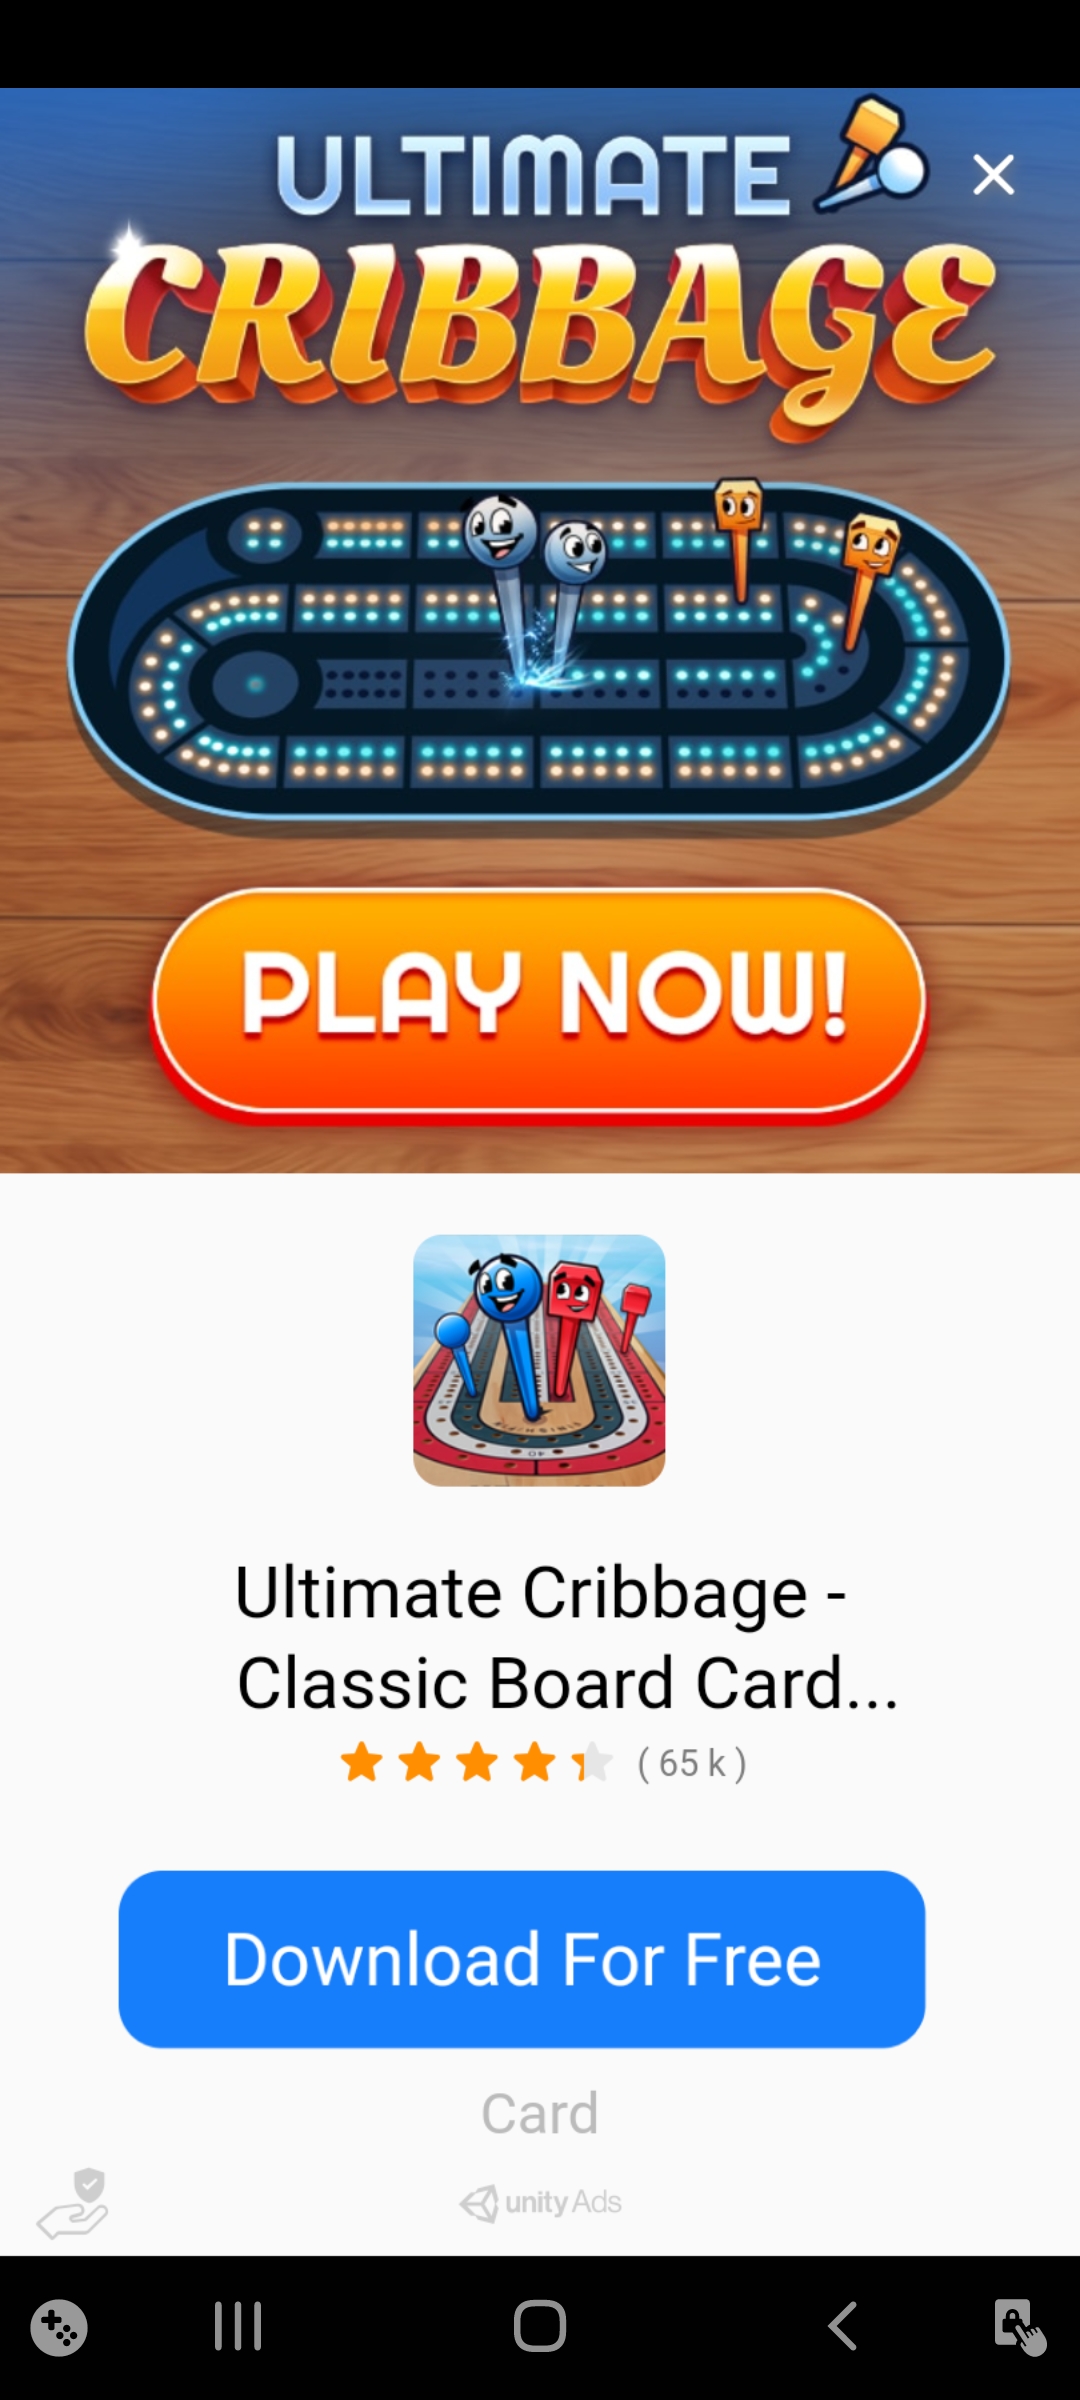 ULTIMATE
CRIBBAGE
PLAY NOW!
Ultimate Cribbage -
Classic Board Card...
( 65 k )
Download For Free
Card
unity Ads